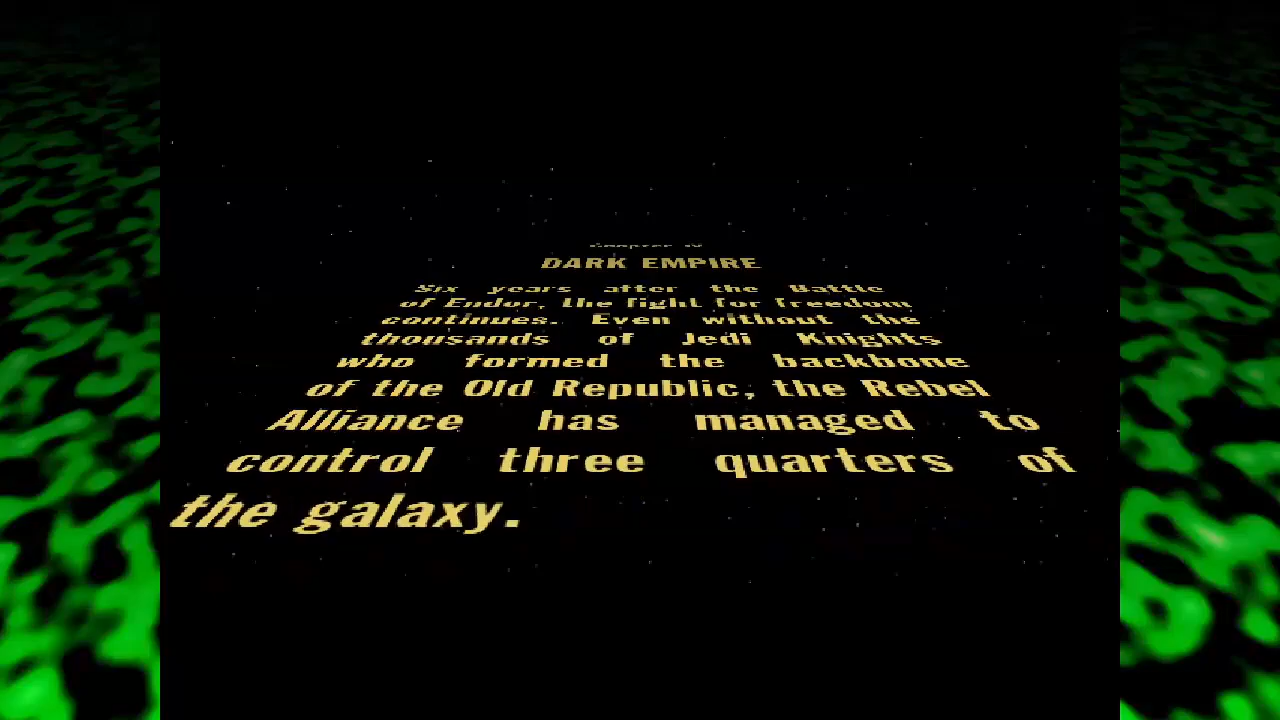 Chapter IV
DARK EMPIRE
Six years after the Battle
of Endor, the fight for freedom
continues. Even without the
thousands of Jedi Knights
who formed the backbone
of the Old Republic, the Rebel
Alliance has managed to
control three quarters of
the galaxy.